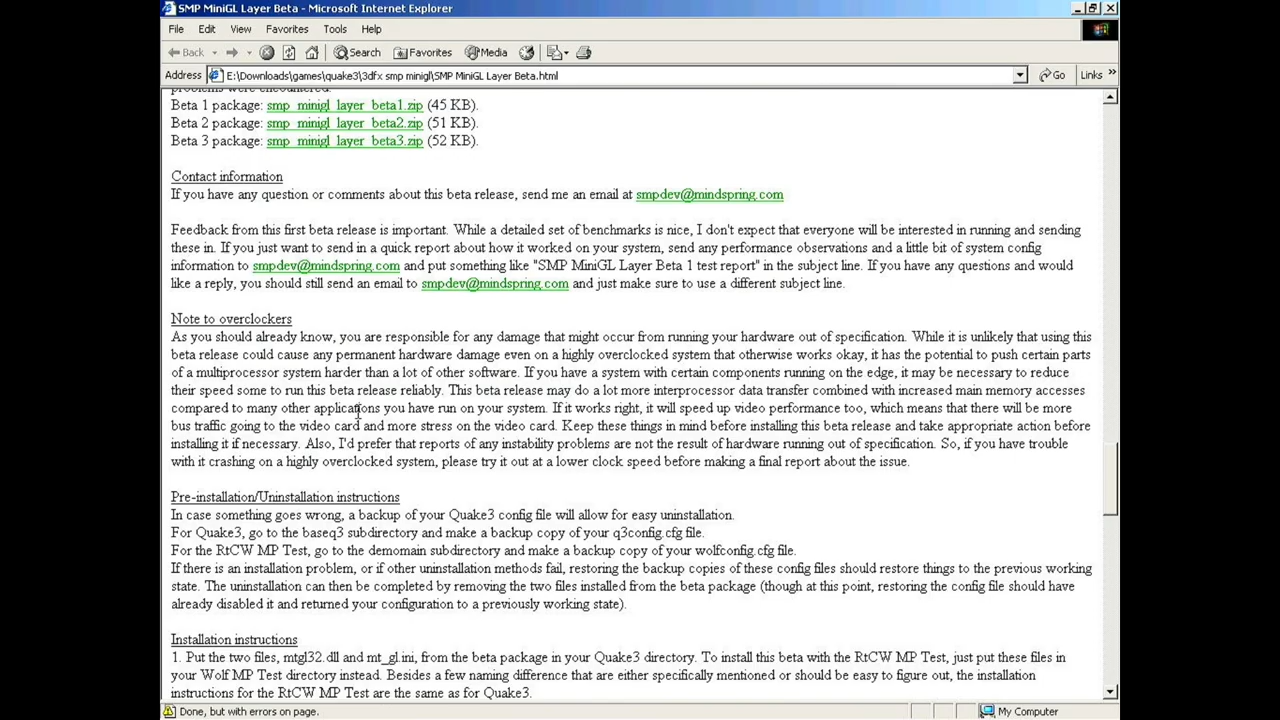 SMP MiniGL Layer Beta - Microsoft Internet Explorer
File Edit View Favorites Tools Help
Back Search Favorites Media
Address E:\Downloads\games\quake3\3dfx smp minigl\SMP MiniGL Layer Beta.html Go Links »
problems were encountered.
Beta 1 package: smp_minigl_layer_beta1.zip (45 KB).
Beta 2 package: smp_minigl_layer_beta2.zip (51 KB).
Beta 3 package: smp_minigl_layer_beta3.zip (52 KB).
Contact information
If you have any question or comments about this beta release, send me an email at smpdev@mindspring.com
Feedback from this first beta release is important. While a detailed set of benchmarks is nice, I don't expect that everyone will be interested in running and sending
these in. If you just want to send in a quick report about how it worked on your system, send any performance observations and a little bit of system config
information to smpdev@mindspring.com and put something like "SMP MiniGL Layer Beta 1 test report" in the subject line. If you have any questions and would
like a reply, you should still send an email to smpdev@mindspring.com and just make sure to use a different subject line.
Note to overclockers
As you should already know, you are responsible for any damage that might occur from running your hardware out of specification. While it is unlikely that using this
beta release could cause any permanent hardware damage even on a highly overclocked system that otherwise works okay, it has the potential to push certain parts
of a multiprocessor system harder than a lot of other software. If you have a system with certain components running on the edge, it may be necessary to reduce
their speed some to run this beta release reliably. This beta release may do a lot more interprocessor data transfer combined with increased main memory accesses
compared to many other applications you have run on your system. If it works right, it will speed up video performance too, which means that there will be more
bus traffic going to the video card and more stress on the video card. Keep these things in mind before installing this beta release and take appropriate action before
installing it if necessary. Also, I'd prefer that reports of any instability problems are not the result of hardware running out of specification. So, if you have trouble
with it crashing on a highly overclocked system, please try it out at a lower clock speed before making a final report about the issue.
Pre-installation/Uninstallation instructions
In case something goes wrong, a backup of your Quake3 config file will allow for easy uninstallation.
For Quake3, go to the baseq3 subdirectory and make a backup copy of your q3config.cfg file.
For the RtCW MP Test, go to the demomain subdirectory and make a backup copy of your wolfconfig.cfg file.
If there is an installation problem, or if other uninstallation methods fail, restoring the backup copies of these config files should restore things to the previous working
state. The uninstallation can then be completed by removing the two files installed from the beta package (though at this point, restoring the config file should have
already disabled it and returned your configuration to a previously working state).
Installation instructions
1. Put the two files, mtgl32.dll and mt_gl.ini, from the beta package in your Quake3 directory. To install this beta with the RtCW MP Test, just put these files in
your Wolf MP Test directory instead. Besides a few naming difference that are either specifically mentioned or should be easy to figure out, the installation
instructions for the RtCW MP Test are the same as for Quake3.
Done, but with errors on page. My Computer